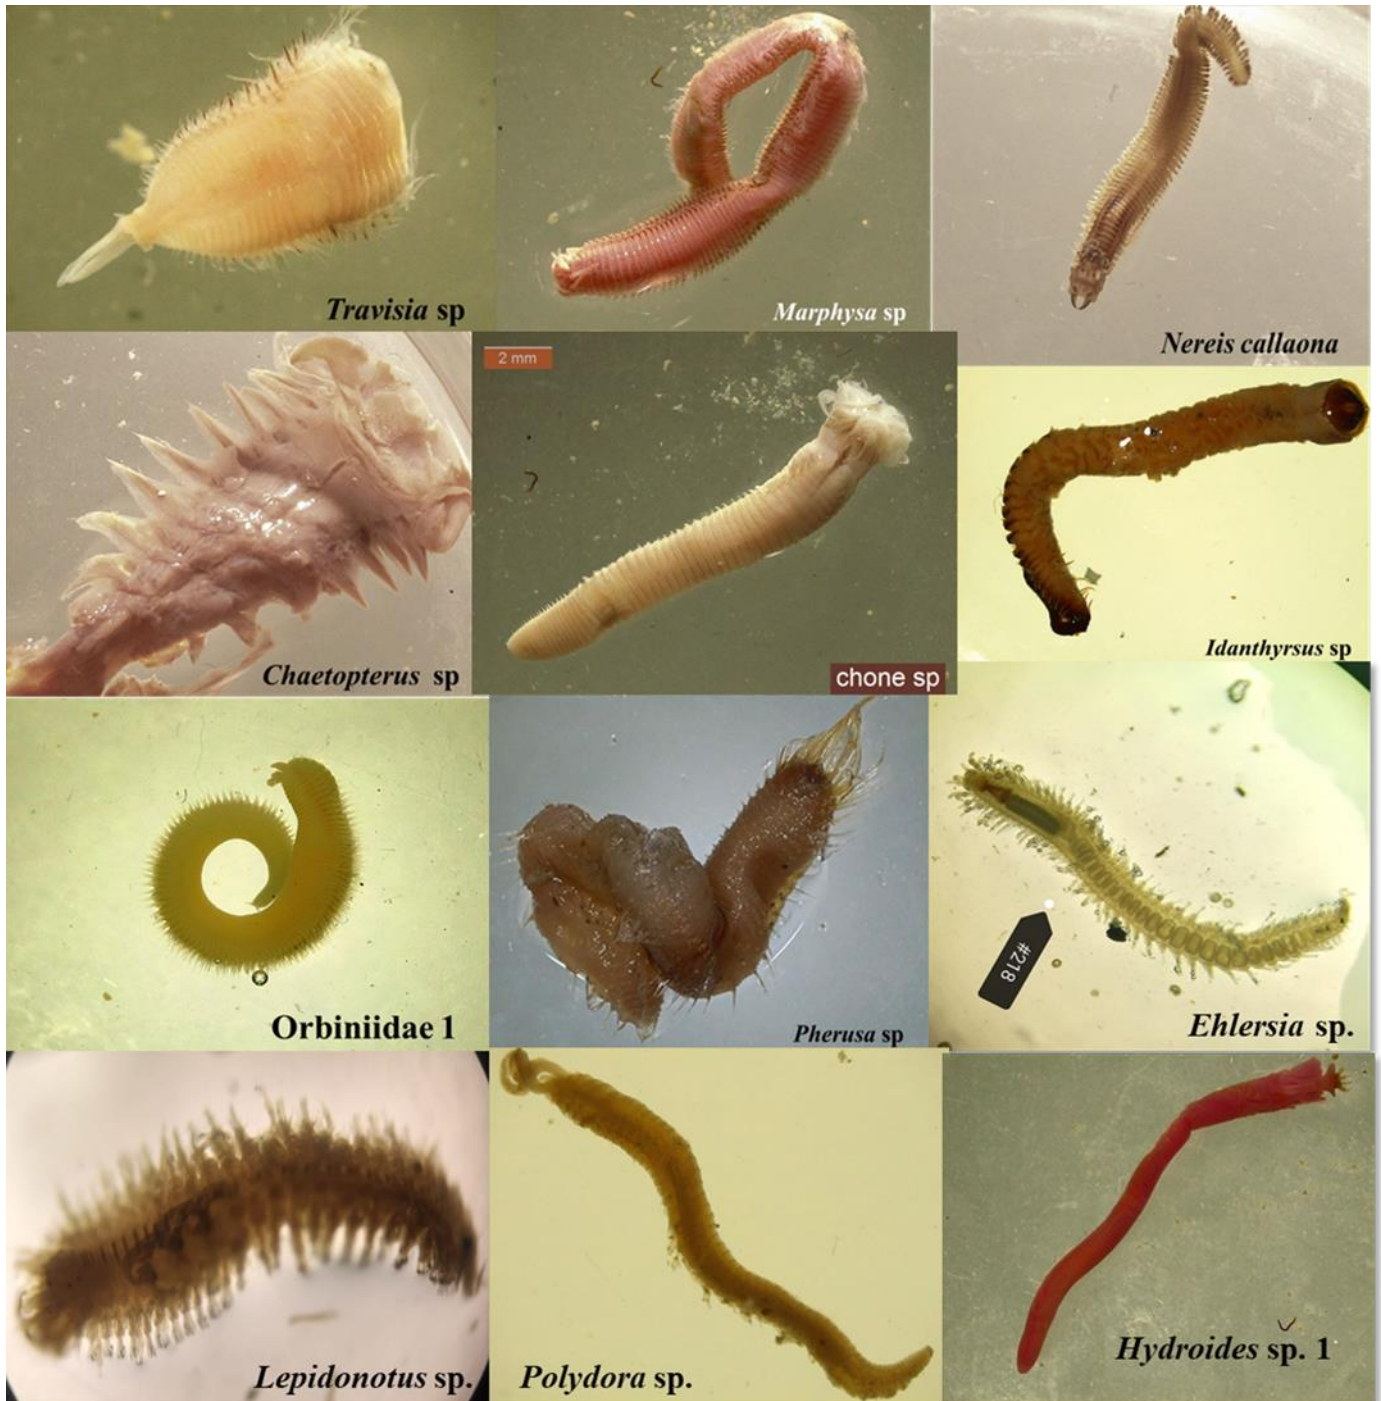 Travisia sp
Marphysa sp
Nereis callaona
2 mm
Chaetopterus sp
chone sp
Idanthyrsus sp
Orbiniidae 1
Pherusa sp
#218
Ehlersia sp.
Lepidonotus sp.
Polydora sp.
Hydroides sp. 1